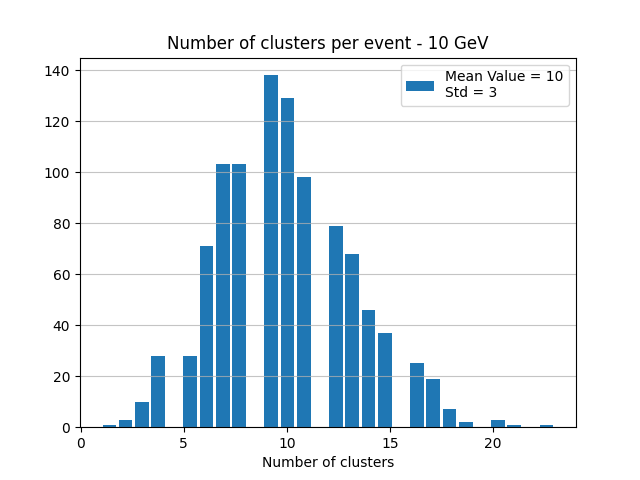 Number of clusters per event - 10 GeV
Mean Value = 10
Std = 3
140
120
100
80
60
40
20
0
0 5 10 15 20
Number of clusters